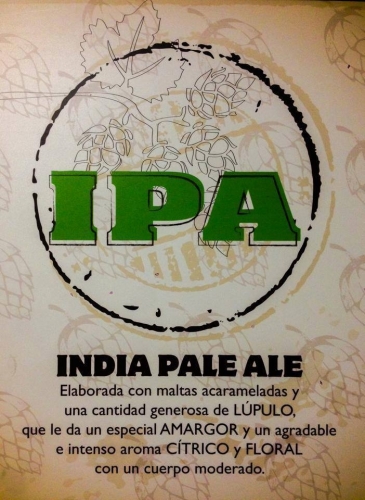 IPA
INDIA PALE ALE
Elaborada con maltas acarameladas y
una cantidad generosa de LÚPULO,
que le da un especial AMARGOR y un agradable
e intenso aroma CÍTRICO y FLORAL
con un cuerpo moderado.